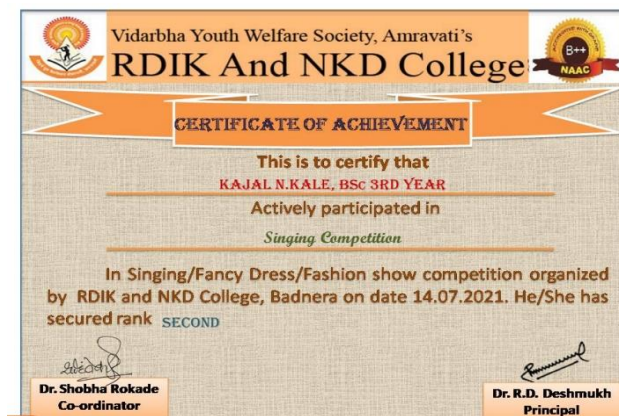 Vidarbha Youth Welfare Society, Amravati's
RDIK And NKD College
B++
NAAC
CERTIFICATE OF ACHIEVEMENT
This is to certify that
KAJAL N.KALE, BSc 3RD YEAR
Actively participated in
Singing Competition
In Singing/Fancy Dress/Fashion show competition organized
by RDIK and NKD College, Badnera on date 14.07.2021. He/She has
secured rank SECOND
Dr. Shobha Rokade
Co-ordinator
Dr. R.D. Deshmukh
Principal